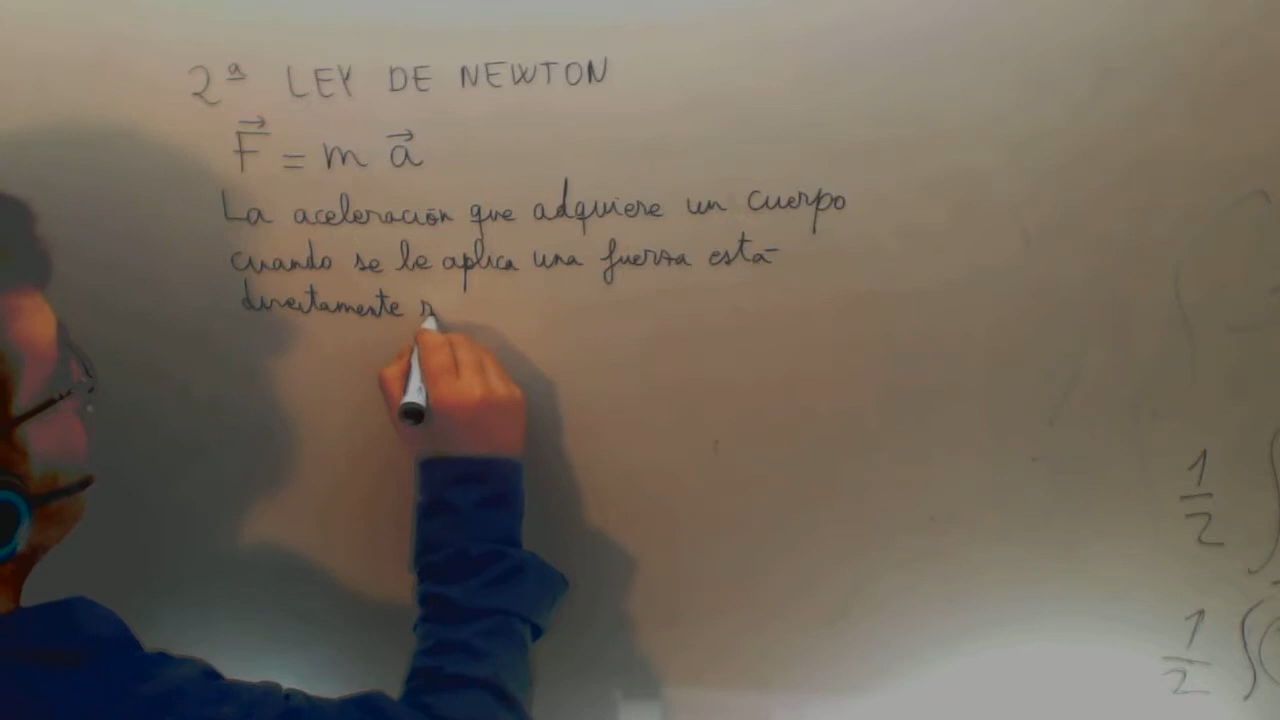 2ª LEY DE NEWTON
F⃗ = m a⃗
La aceleración que adquiere un cuerpo
cuando se le aplica una fuerza está
directamente
1/2 ∫
1/2 ∫